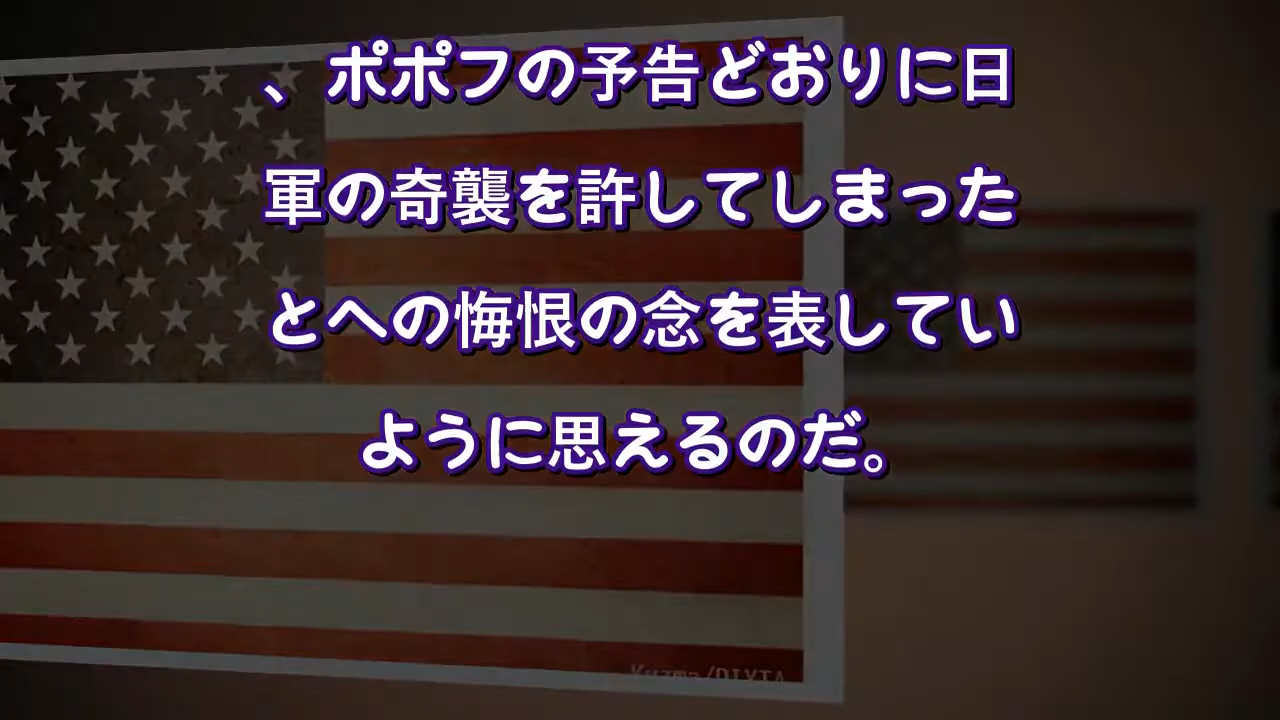 、ポポフの予告どおりに日
軍の奇襲を許してしまった
とへの悔恨の念を表してい
ように思えるのだ。